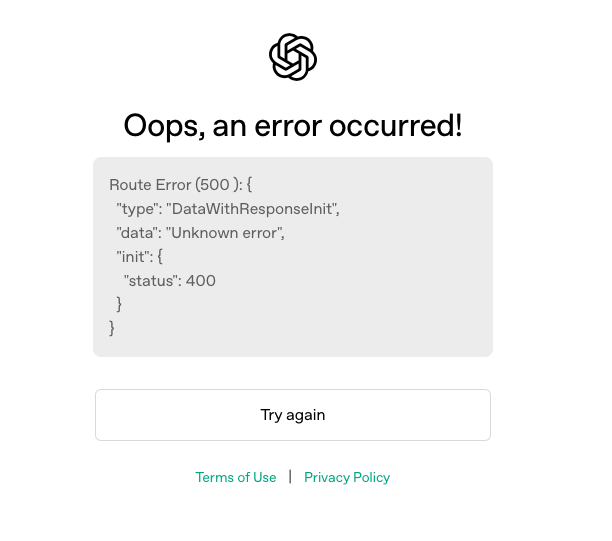 Oops, an error occurred!
Route Error (500 ): {
"type": "DataWithResponseInit",
"data": "Unknown error",
"init": {
"status": 400
}
}
Try again
Terms of Use | Privacy Policy